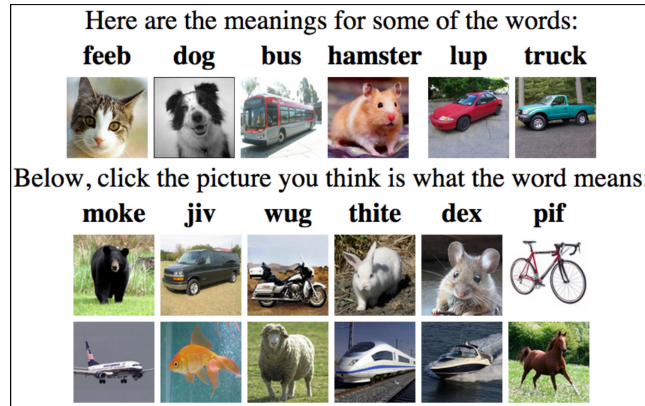 Here are the meanings for some of the words:
feeb dog bus hamster lup truck
Below, click the picture you think is what the word means:
moke jiv wug thite dex pif